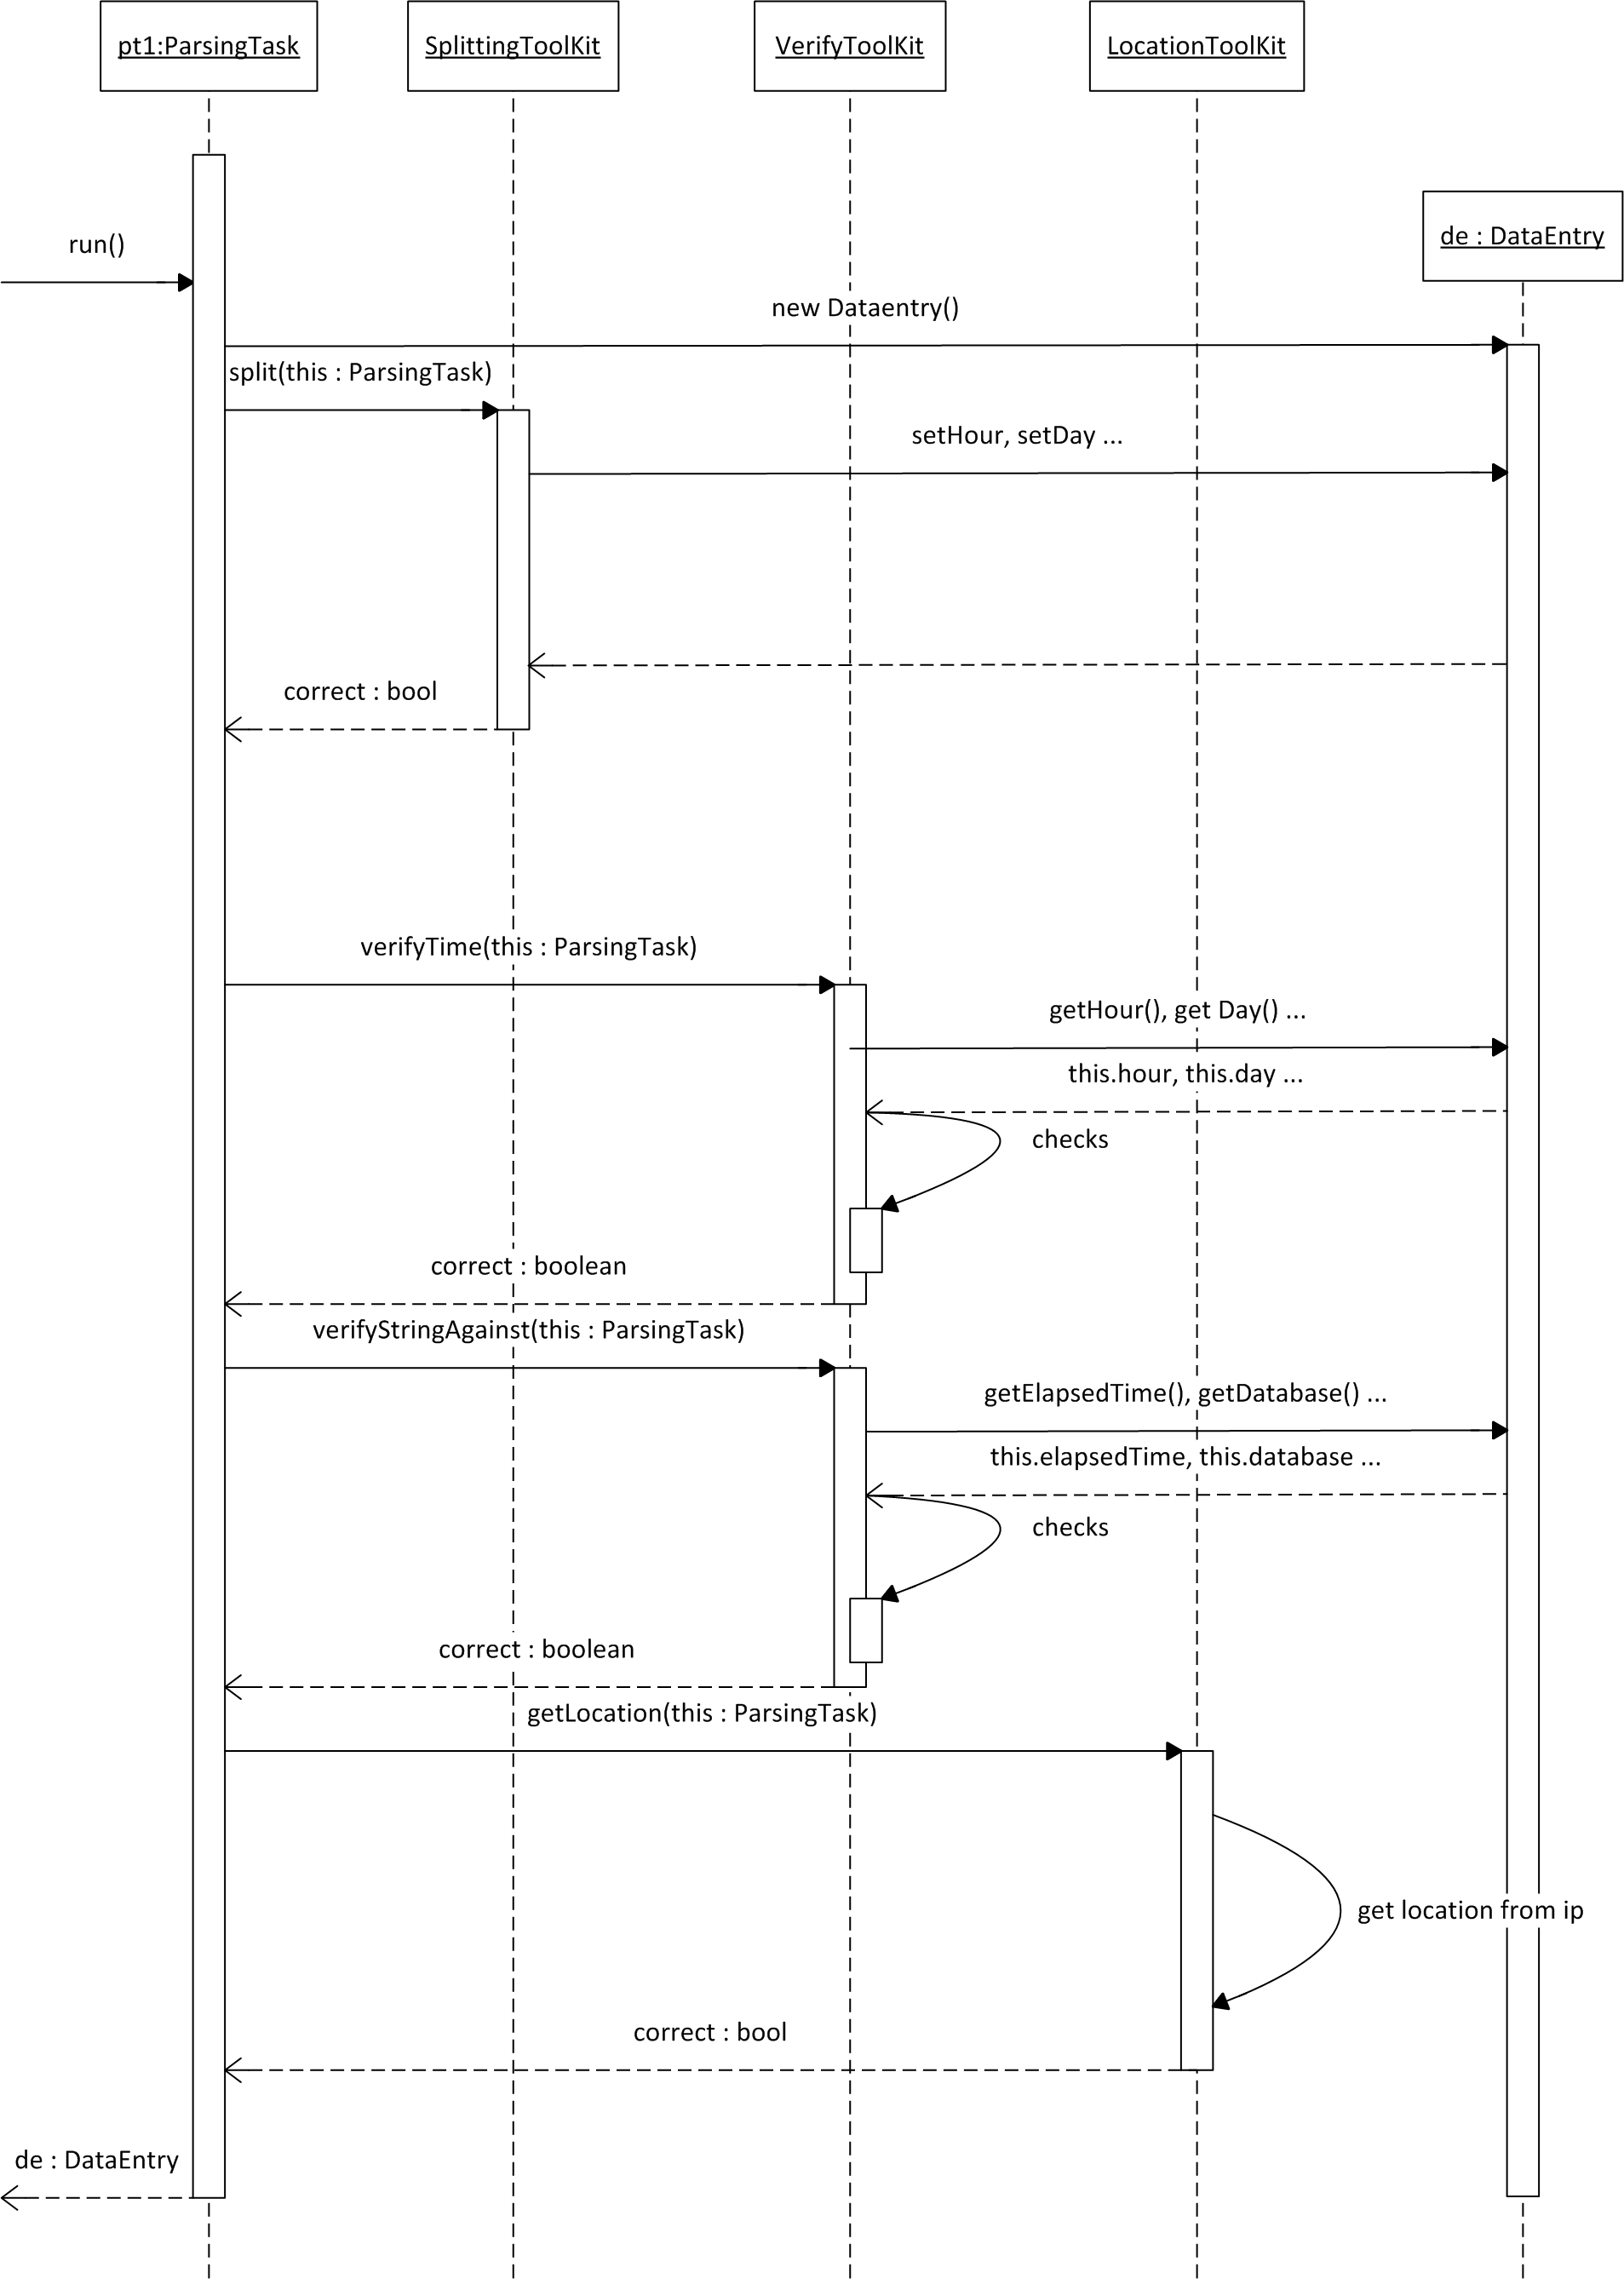 pt1:ParsingTask
SplittingToolKit
VerifyToolKit
LocationToolKit
de : DataEntry
run()
new Dataentry()
split(this : ParsingTask)
setHour, setDay ...
correct : bool
verifyTime(this : ParsingTask)
getHour(), get Day() ...
this.hour, this.day ...
checks
correct : boolean
verifyStringAgainst(this : ParsingTask)
getElapsedTime(), getDatabase() ...
this.elapsedTime, this.database ...
checks
correct : boolean
getLocation(this : ParsingTask)
get location from ip
correct : bool
de : DataEntry